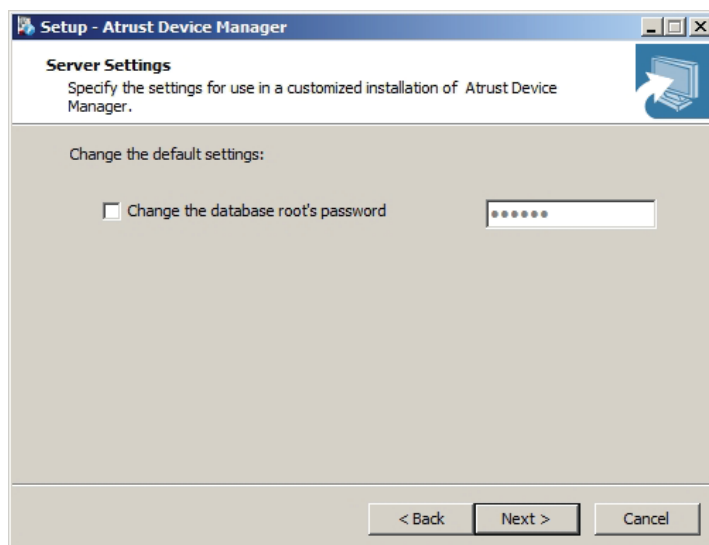 Setup - Atrust Device Manager
Server Settings
Specify the settings for use in a customized installation of Atrust Device
Manager.
Change the default settings:
Change the database root's password
••••••
< Back
Next >
Cancel